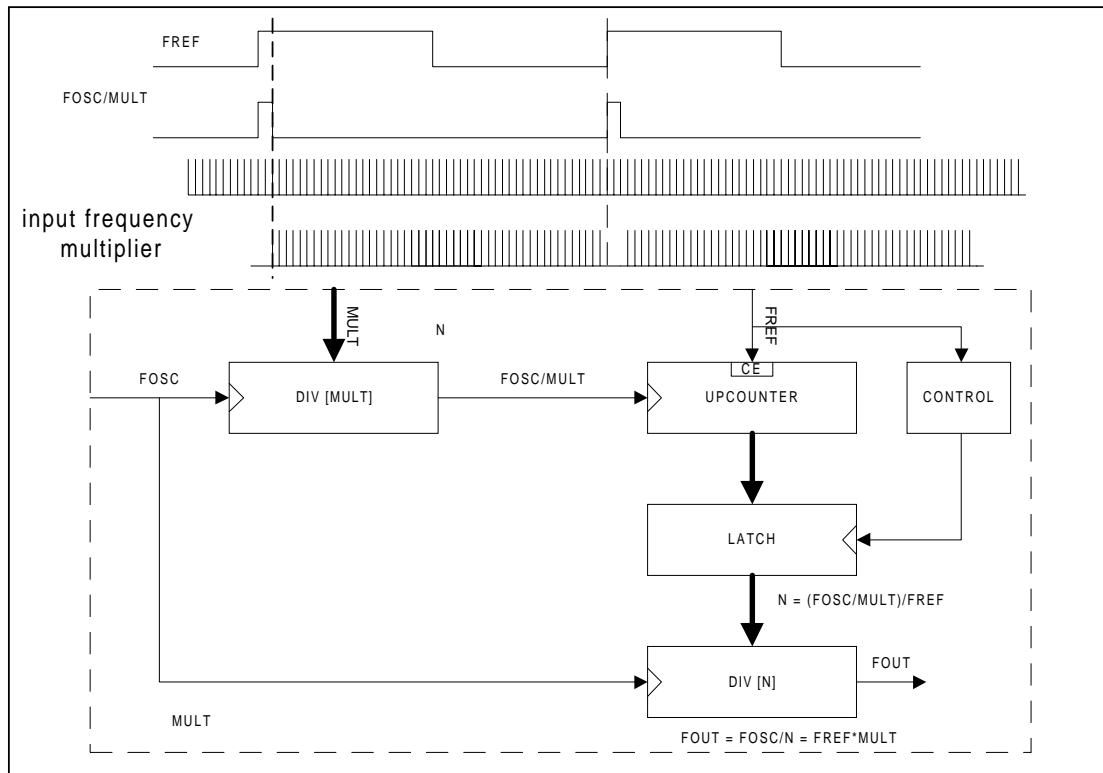 FREF
FOSC/MULT
input frequency
multiplier
MULT
N
FREF
FOSC
DIV [MULT]
FOSC/MULT
CE
UPCOUNTER
CONTROL
LATCH
N = (FOSC/MULT)/FREF
DIV [N]
FOUT
MULT
FOUT = FOSC/N = FREF*MULT